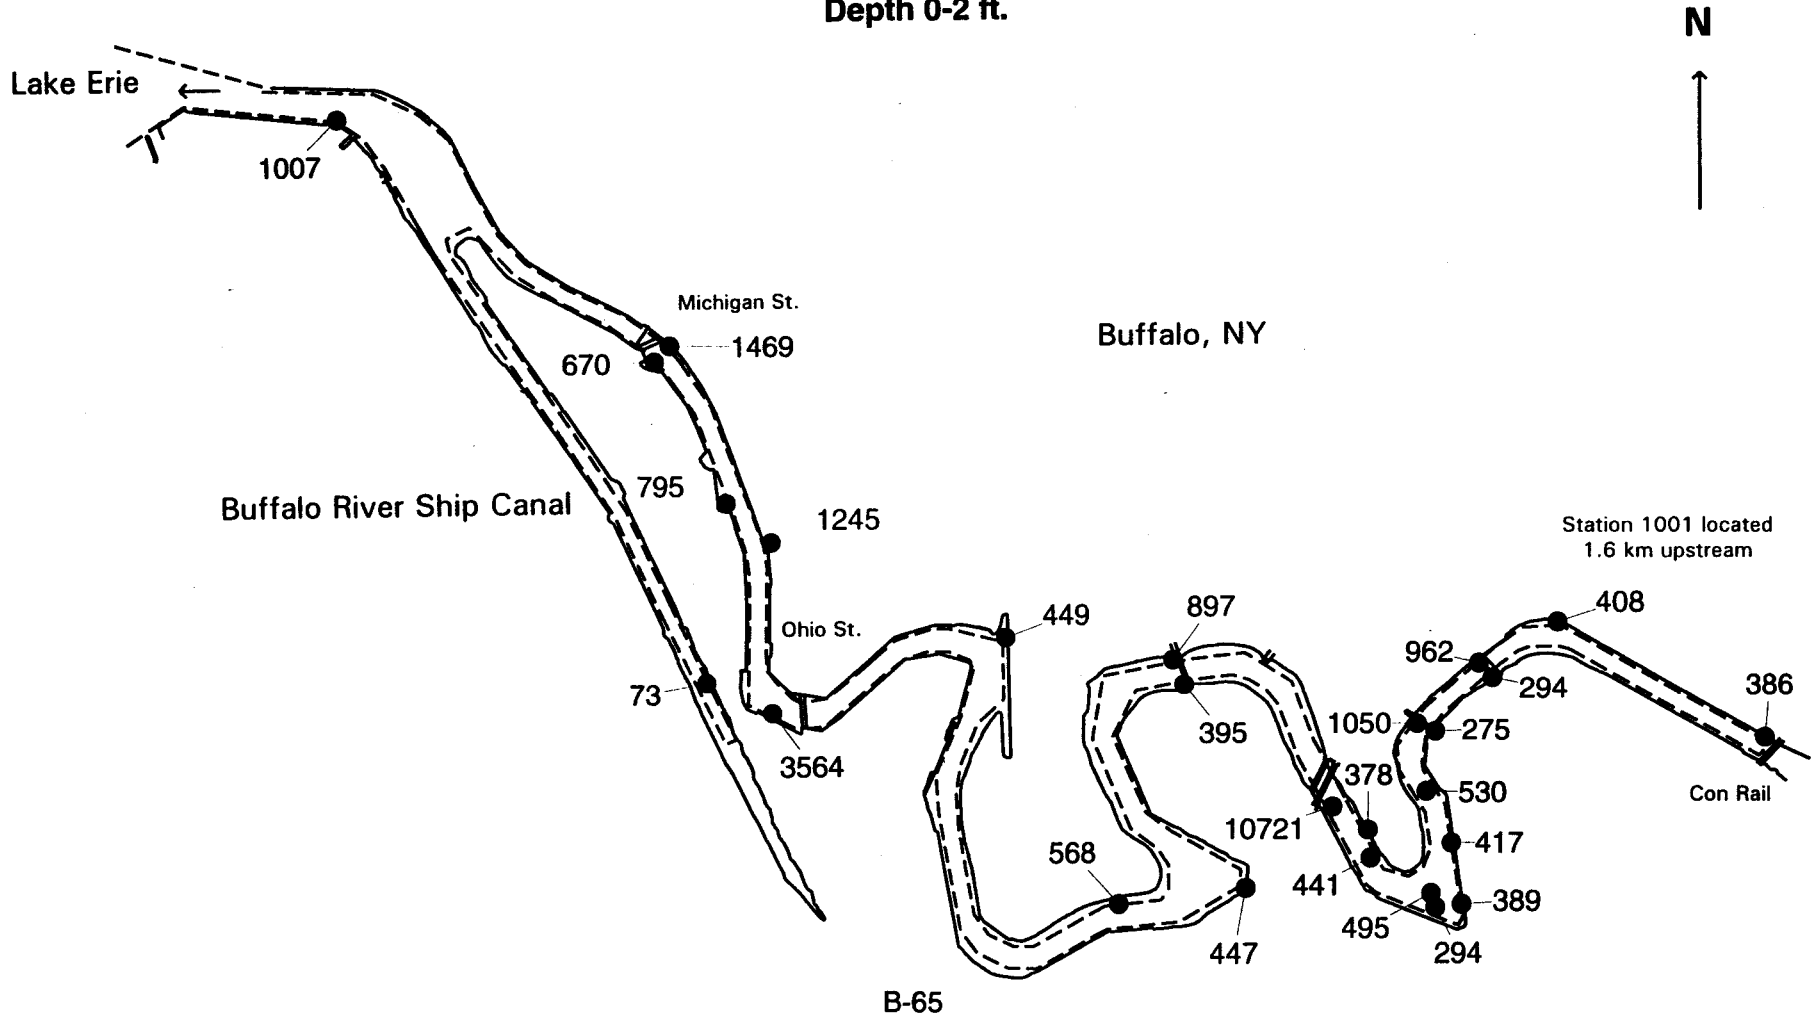 Depth 0-2 ft.
N
Lake Erie
1007
Michigan St.
1469
670
Buffalo, NY
795
Buffalo River Ship Canal
1245
Station 1001 located
1.6 km upstream
Ohio St.
449
897
408
962
294
73
386
395
1050
275
3564
378
530
Con Rail
10721
417
568
441
389
495
447
294
B-65